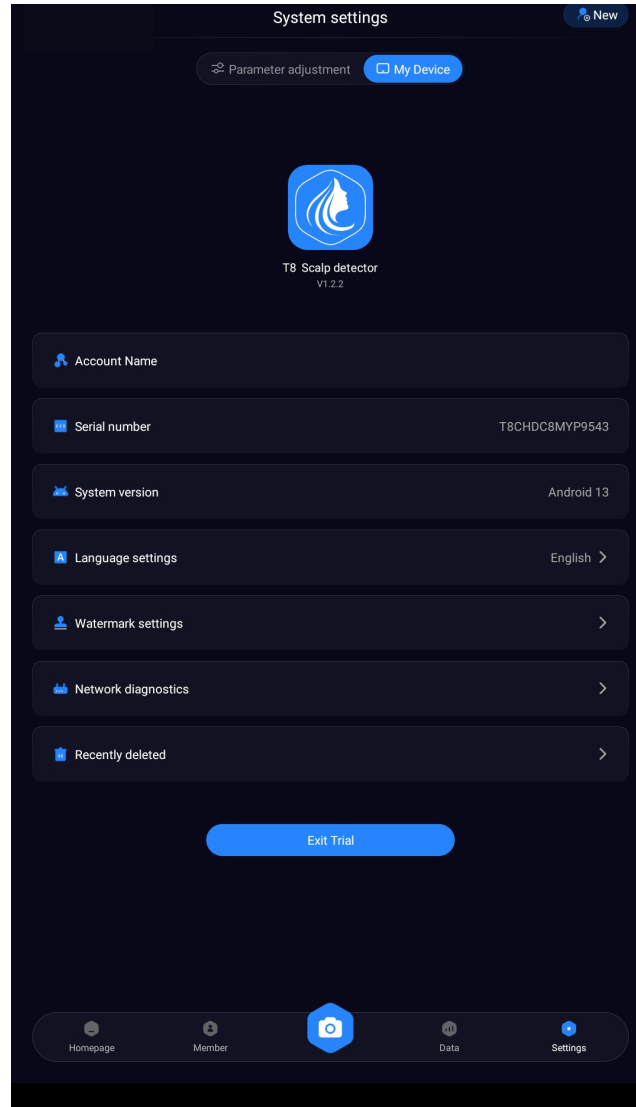 System settings
New
Parameter adjustment
My Device
T8 Scalp detector
V1.2.2
Account Name
Serial number T8CHDC8MYP9543
System version Android 13
A Language settings English
Watermark settings
Network diagnostics
Recently deleted
Exit Trial
Homepage Member Data Settings